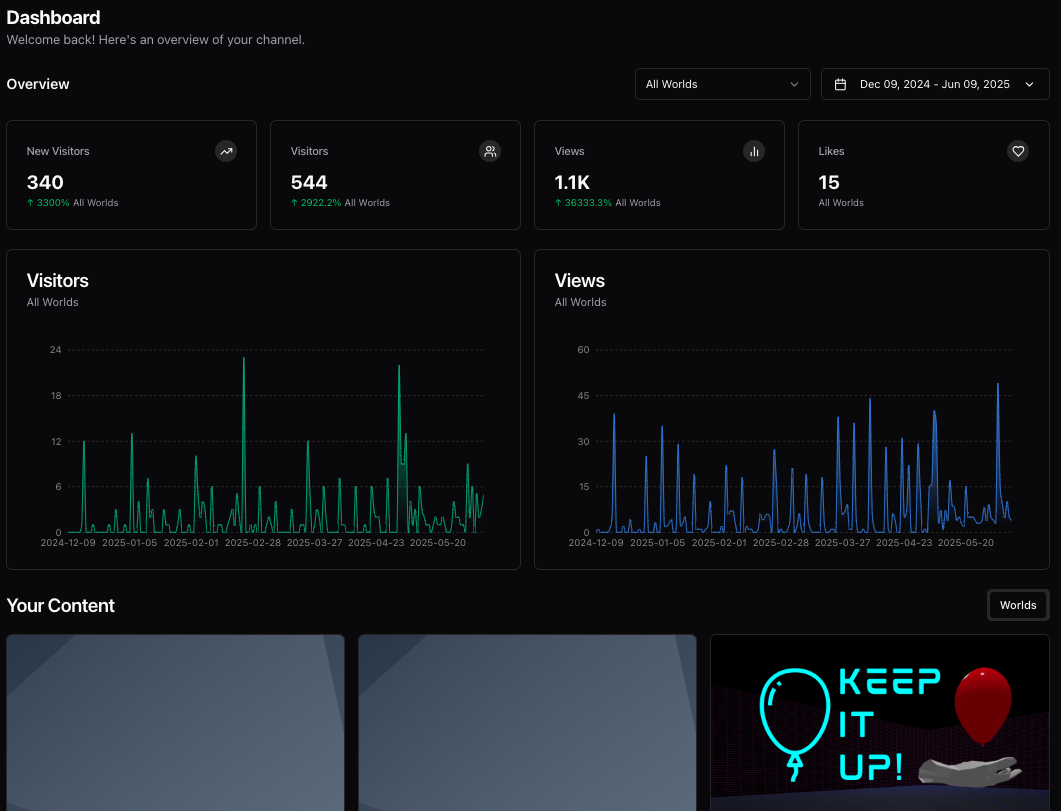 Dashboard
Welcome back! Here's an overview of your channel.
Overview
All Worlds
Dec 09, 2024 - Jun 09, 2025
New Visitors
340
↑ 3300% All Worlds
Visitors
544
↑ 2922.2% All Worlds
Views
1.1K
↑ 36333.3% All Worlds
Likes
15
All Worlds
Visitors
All Worlds
24
18
12
6
0
2024-12-09 2025-01-05 2025-02-01 2025-02-28 2025-03-27 2025-04-23 2025-05-20
Views
All Worlds
60
45
30
15
0
2024-12-09 2025-01-05 2025-02-01 2025-02-28 2025-03-27 2025-04-23 2025-05-20
Your Content
Worlds
KEEP
IT
UP!